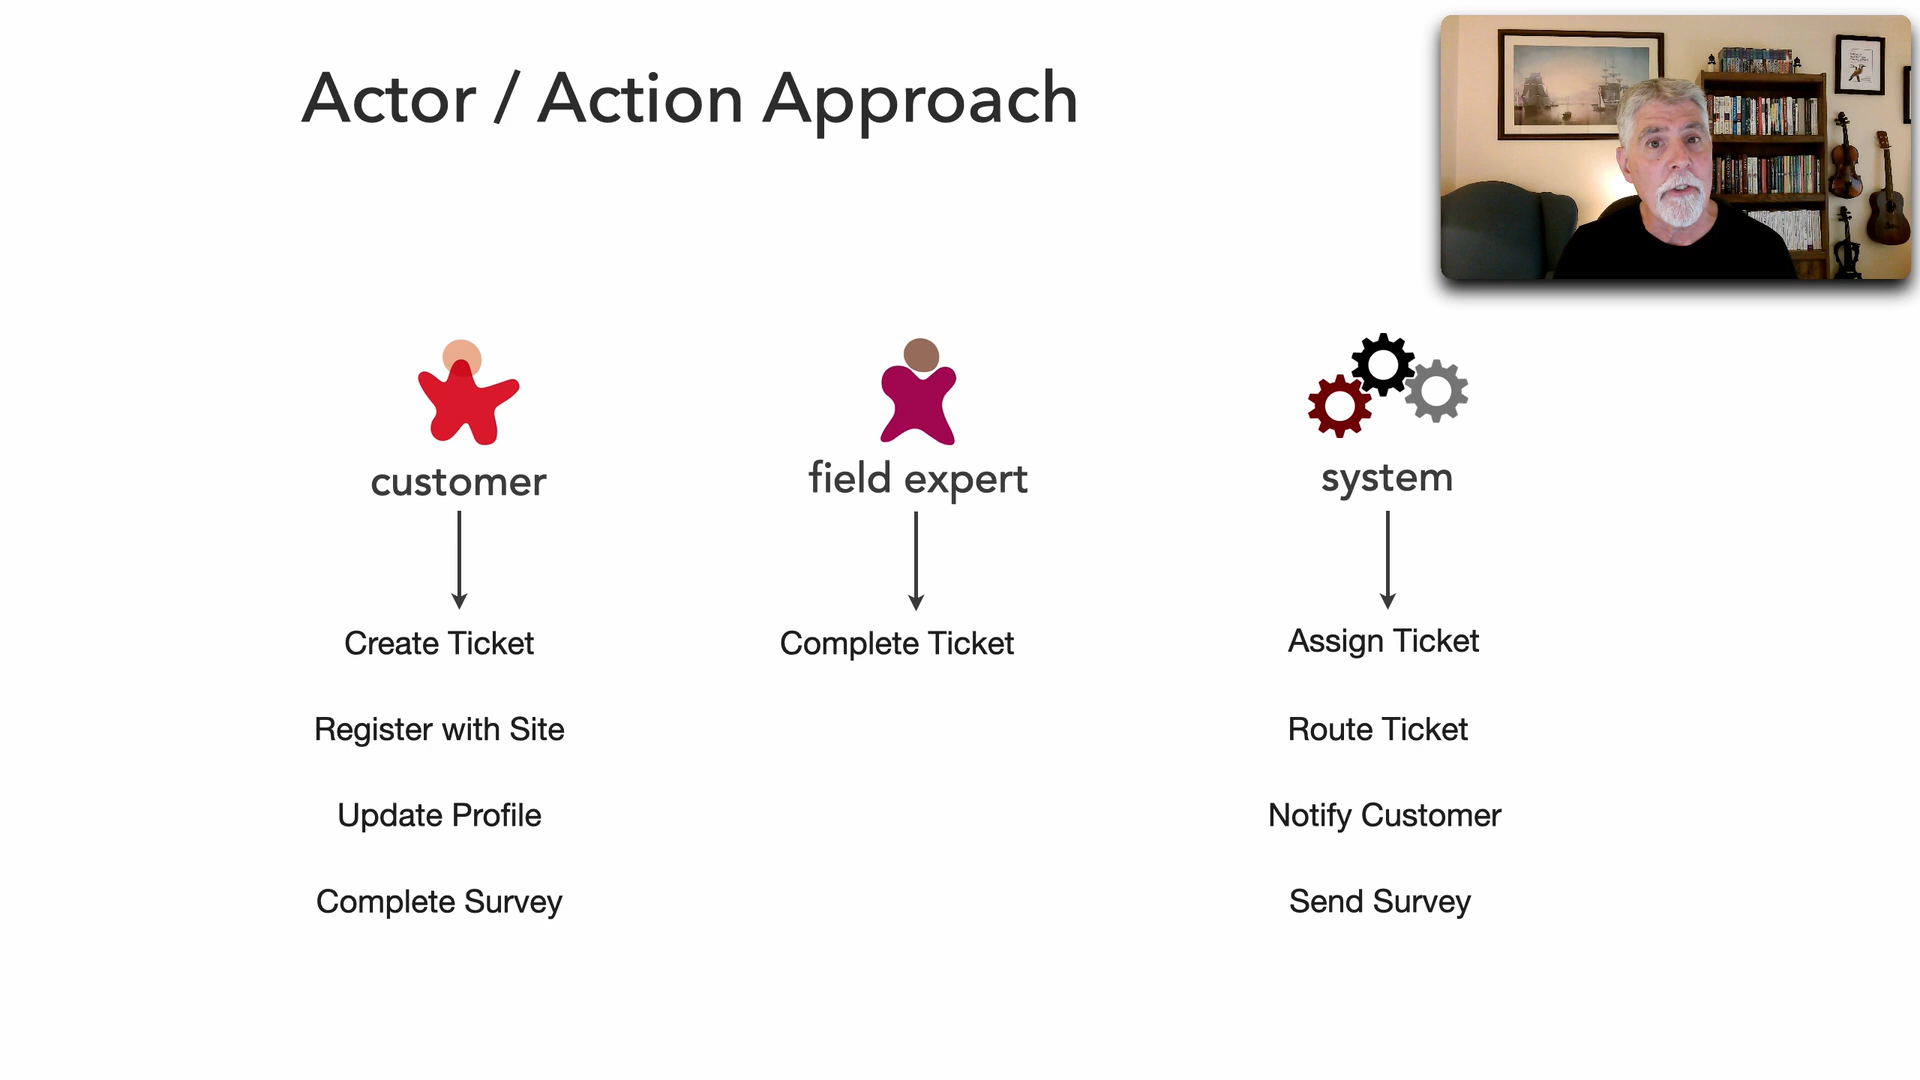 Actor / Action Approach
customer
field expert
system
Create Ticket
Complete Ticket
Assign Ticket
Register with Site
Route Ticket
Update Profile
Notify Customer
Complete Survey
Send Survey